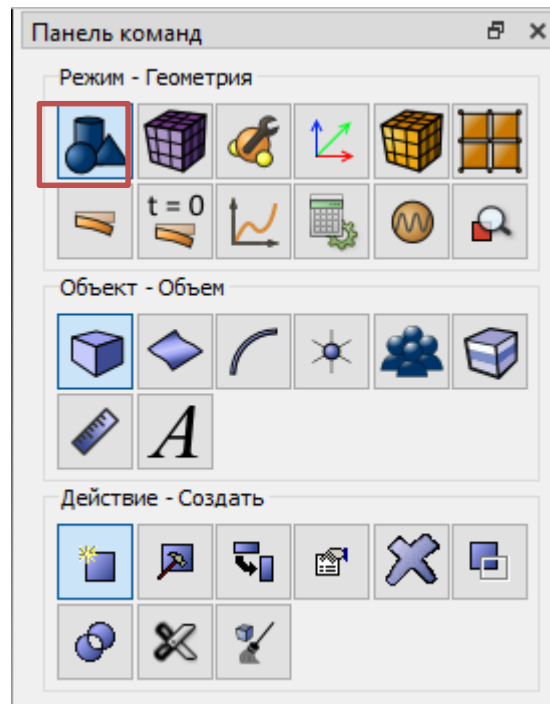 Панель команд
Режим - Геометрия
t = 0
Объект - Объем
A
Действие - Создать